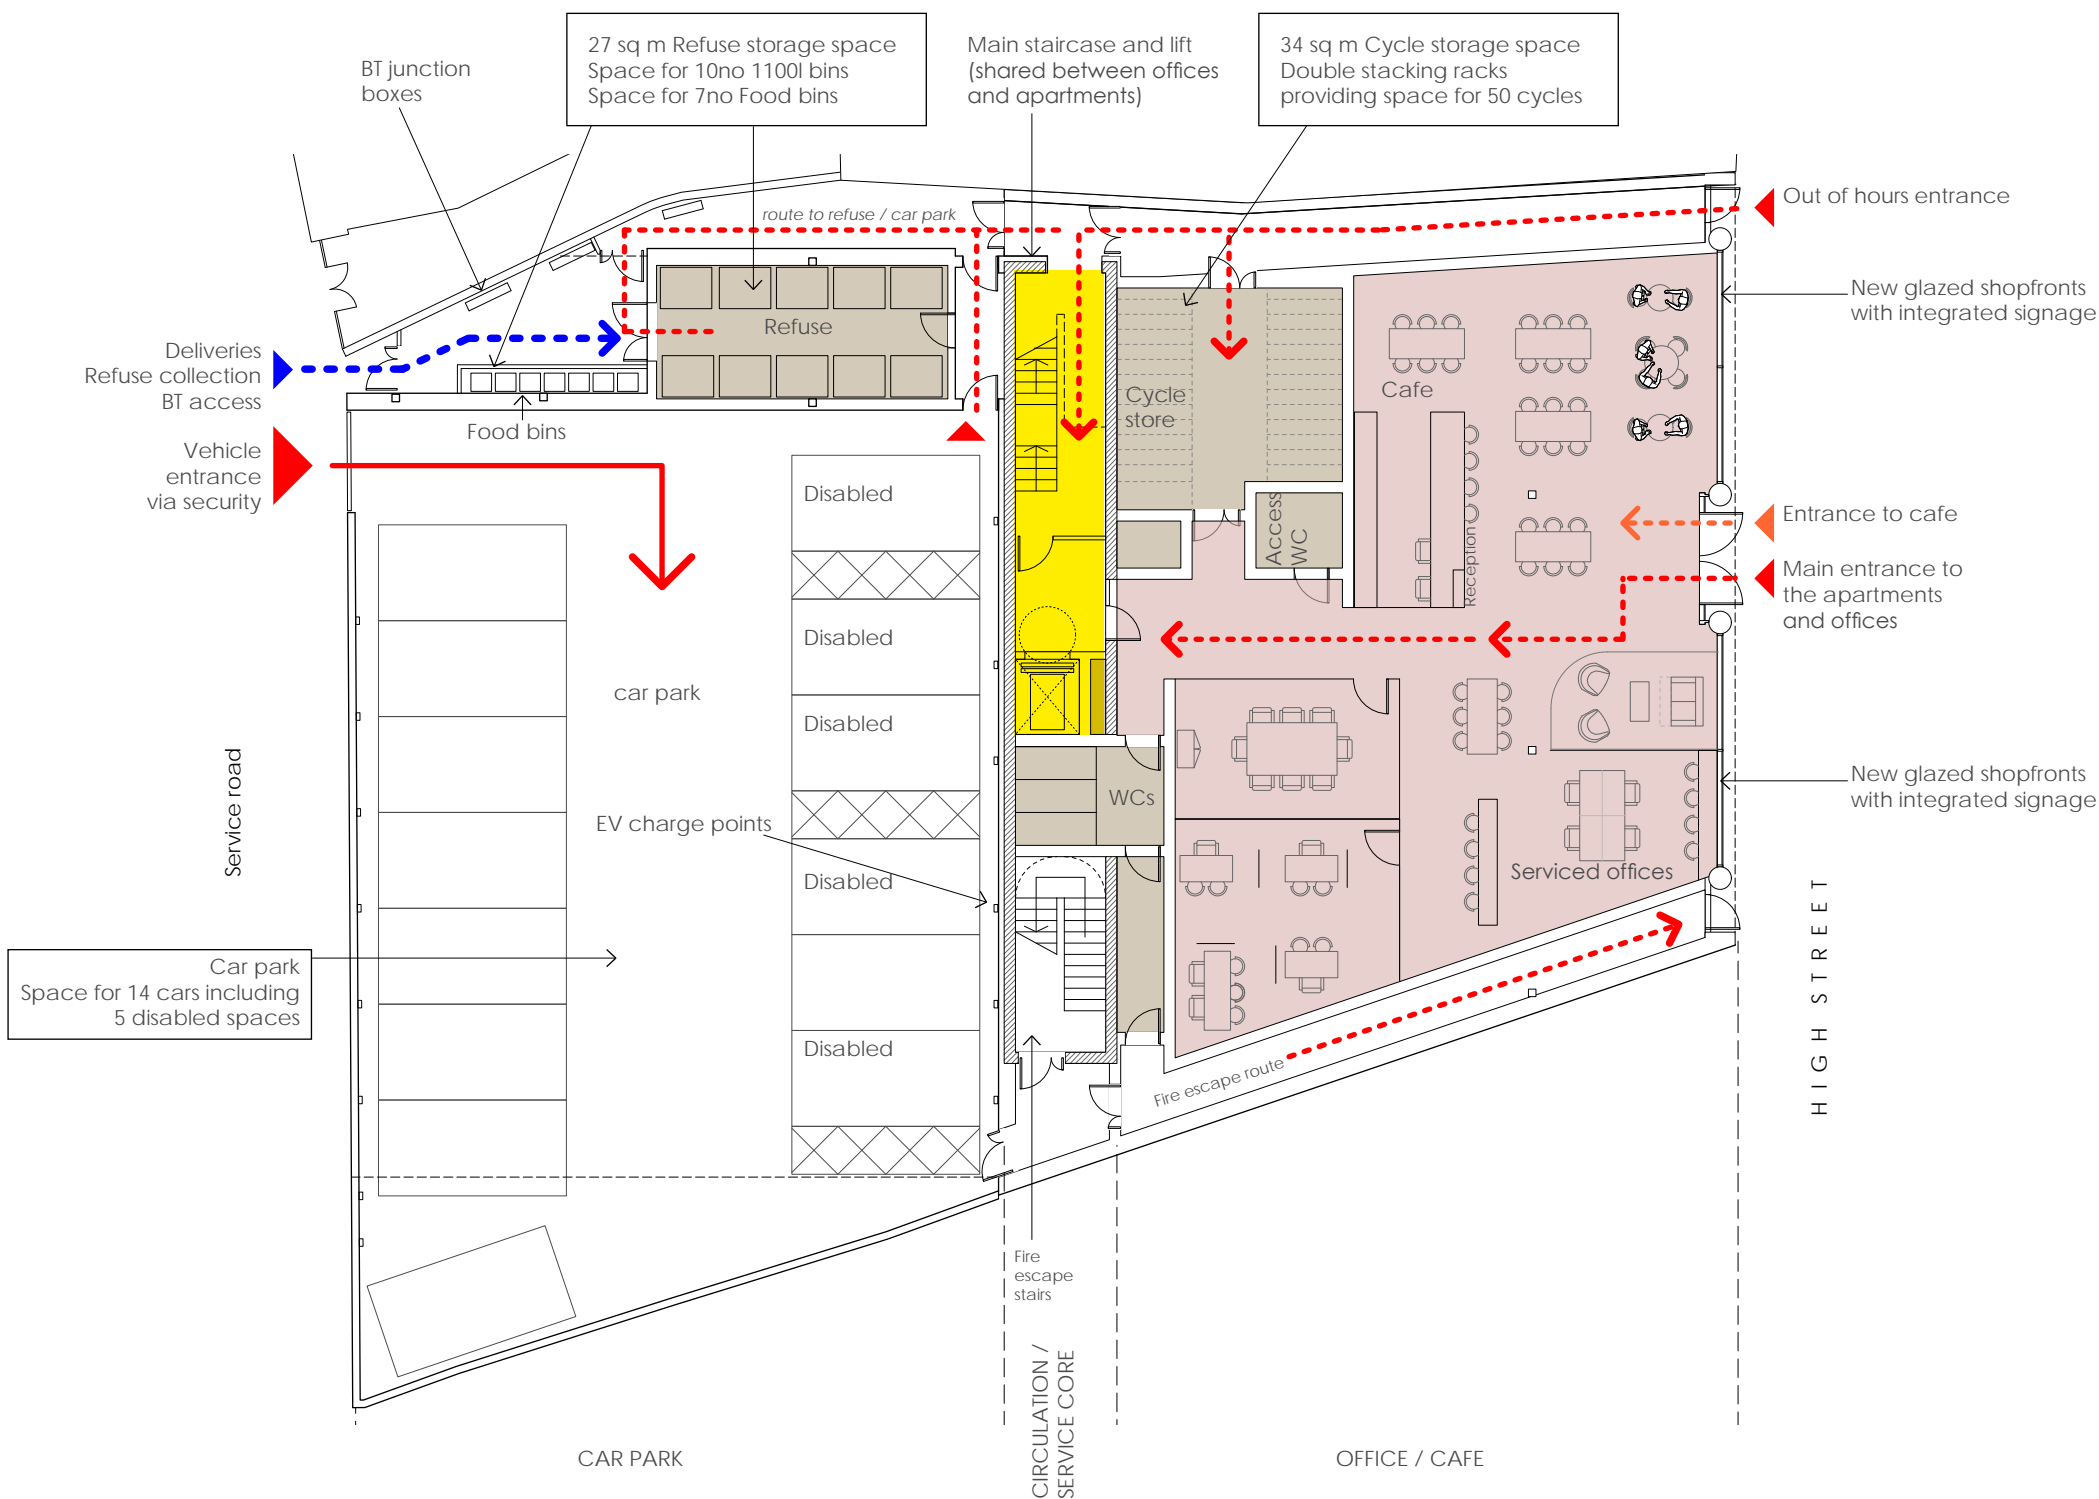 27 sq m Refuse storage space
Space for 10no 1100l bins
Space for 7no Food bins
Main staircase and lift
(shared between offices
and apartments)
34 sq m Cycle storage space
Double stacking racks
providing space for 50 cycles
BT junction
boxes
route to refuse / car park
Out of hours entrance
New glazed shopfronts
with integrated signage
Refuse
Deliveries
Refuse collection
BT access
Food bins
Cycle
store
Cafe
Vehicle
entrance
via security
Disabled
Access
WC
Reception
Entrance to cafe
Main entrance to
the apartments
and offices
Disabled
car park
Disabled
Service road
EV charge points
WCs
New glazed shopfronts
with integrated signage
Disabled
Serviced offices
HIGH STREET
Car park
Space for 14 cars including
5 disabled spaces
Disabled
Fire escape route
Fire
escape
stairs
CIRCULATION /
SERVICE CORE
CAR PARK
OFFICE / CAFE